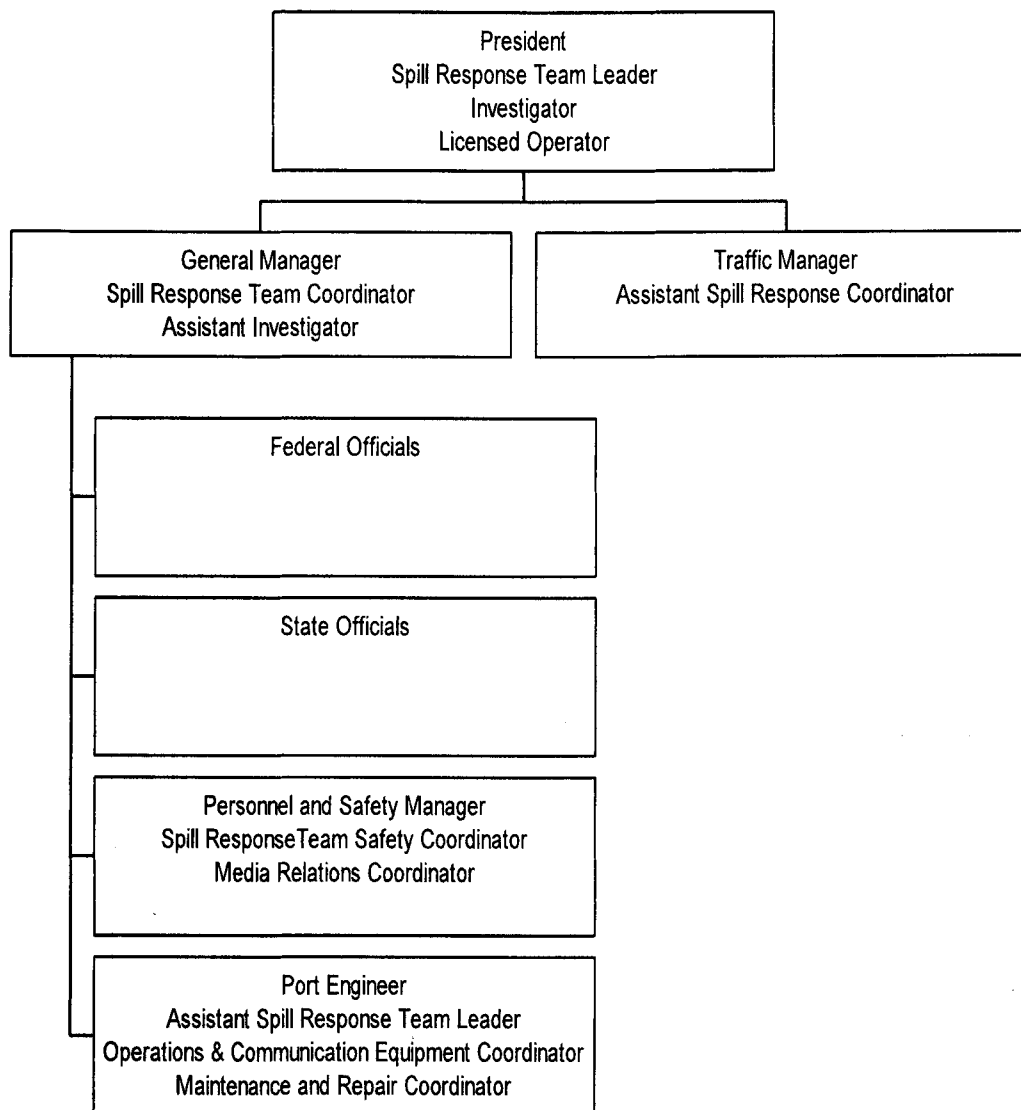 President
Spill Response Team Leader
Investigator
Licensed Operator
General Manager
Spill Response Team Coordinator
Assistant Investigator
Traffic Manager
Assistant Spill Response Coordinator
Federal Officials
State Officials
Personnel and Safety Manager
Spill ResponseTeam Safety Coordinator
Media Relations Coordinator
Port Engineer
Assistant Spill Response Team Leader
Operations & Communication Equipment Coordinator
Maintenance and Repair Coordinator